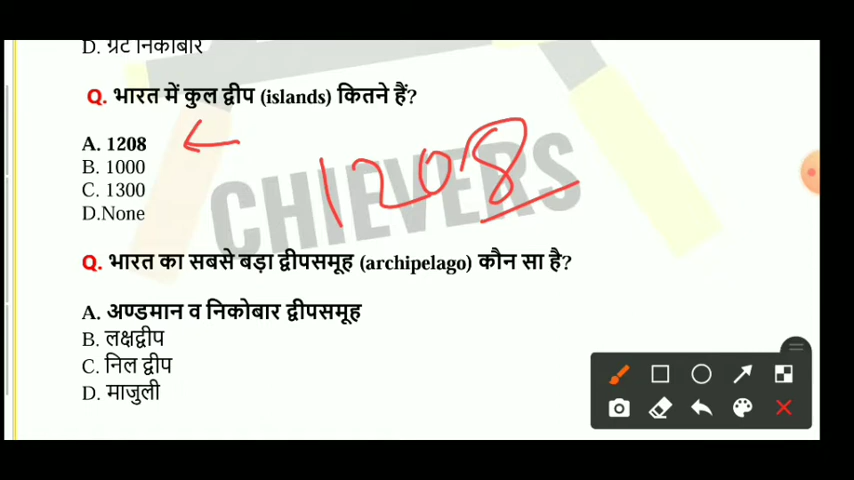 D. ग्रेट निकोबार
Q. भारत में कुल द्वीप (islands) कितने हैं?
A. 1208
B. 1000
C. 1300
D.None
1208
CHIEVERS
Q. भारत का सबसे बड़ा द्वीपसमूह (archipelago) कौन सा है?
A. अण्डमान व निकोबार द्वीपसमूह
B. लक्षद्वीप
C. निल द्वीप
D. माजुली